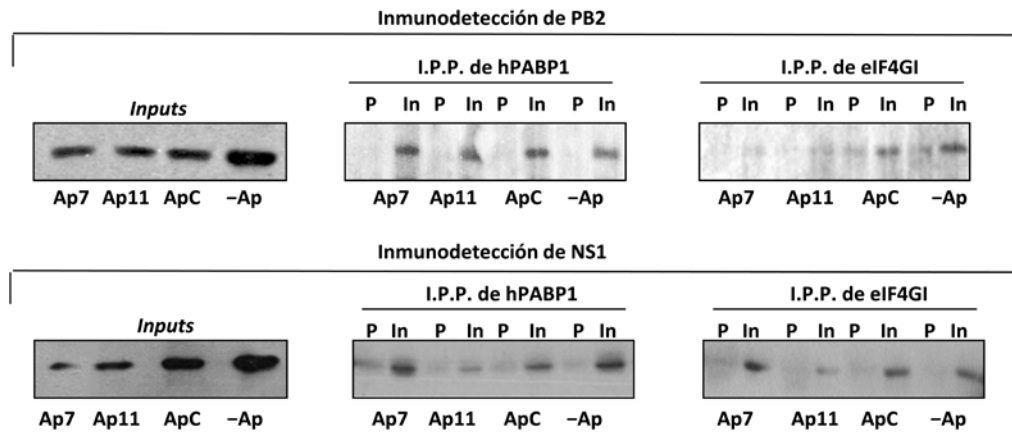 Inmunodetección de PB2
I.P.P. de hPABP1
I.P.P. de eIF4GI
Inputs
P In P In P In P In
P In P In P In P In
Ap7 Ap11 ApC –Ap
Ap7 Ap11 ApC –Ap
Ap7 Ap11 ApC –Ap
Inmunodetección de NS1
I.P.P. de hPABP1
I.P.P. de eIF4GI
Inputs
P In P In P In P In
P In P In P In P In
Ap7 Ap11 ApC –Ap
Ap7 Ap11 ApC –Ap
Ap7 Ap11 ApC –Ap